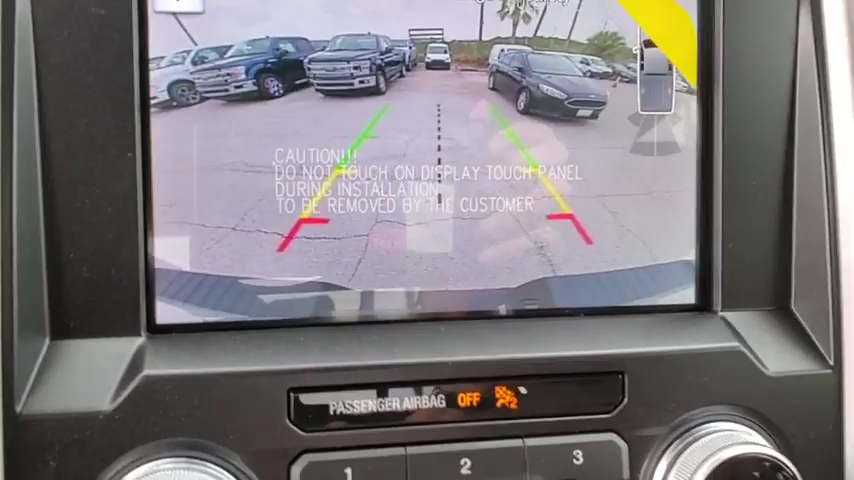 CAUTION!!!
DO NOT TOUCH ON DISPLAY TOUCH PANEL
DURING INSTALLATION
TO BE REMOVED BY THE CUSTOMER
PASSENGER AIRBAG OFF 2
1 2 3